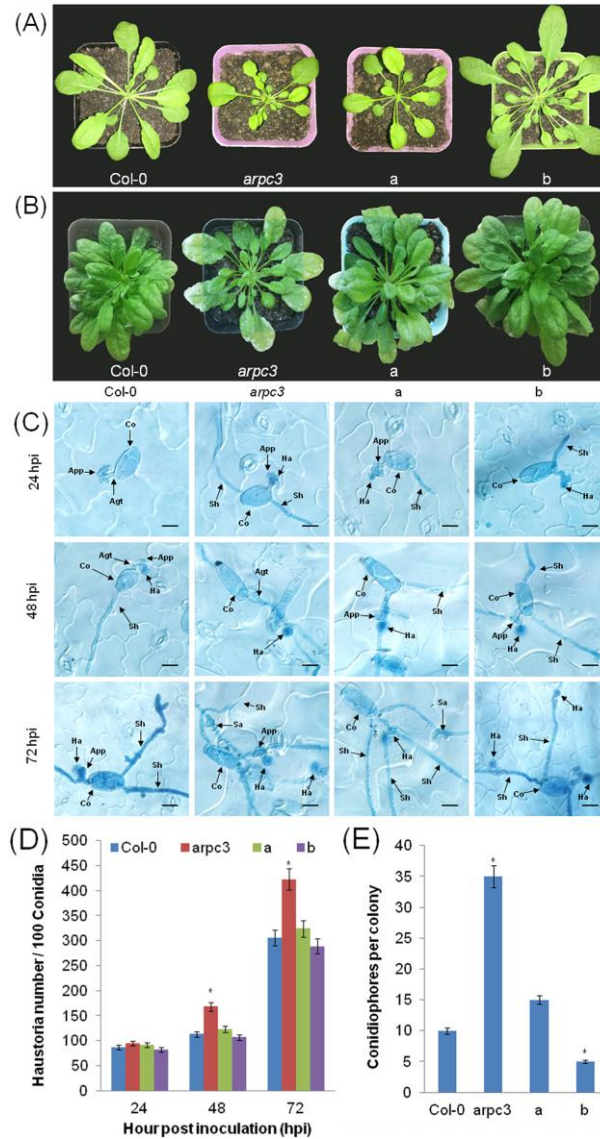 (A)
Col-0 arpc3 a b
(B)
Col-0 arpc3 a b
Col-0 arpc3 a b
(C)
24 hpi
Co App Agt
App Ha Sh Co Sh
App Ha Co Sh
Sh Co Ha
48 hpi
Agt App Co Ha Sh
Agt Co Ha
Co Sh App Ha
Sh Co App Ha Sh
72 hpi
Ha App Sh Sh Co
Sh Sa App Co Ha Ha
Sa Co Ha Sh Sh Sh
Ha Ha Sh Sh Co Ha
(D)
Col-0 arpc3 a b
Haustoria number / 100 Conidia
500
450
400
350
300
250
200
150
100
50
0
* *
24 48 72
Hour post inoculation (hpi)
(E)
Conidiophores per colony
40
35
30
25
20
15
10
5
0
* *
Col-0 arpc3 a b